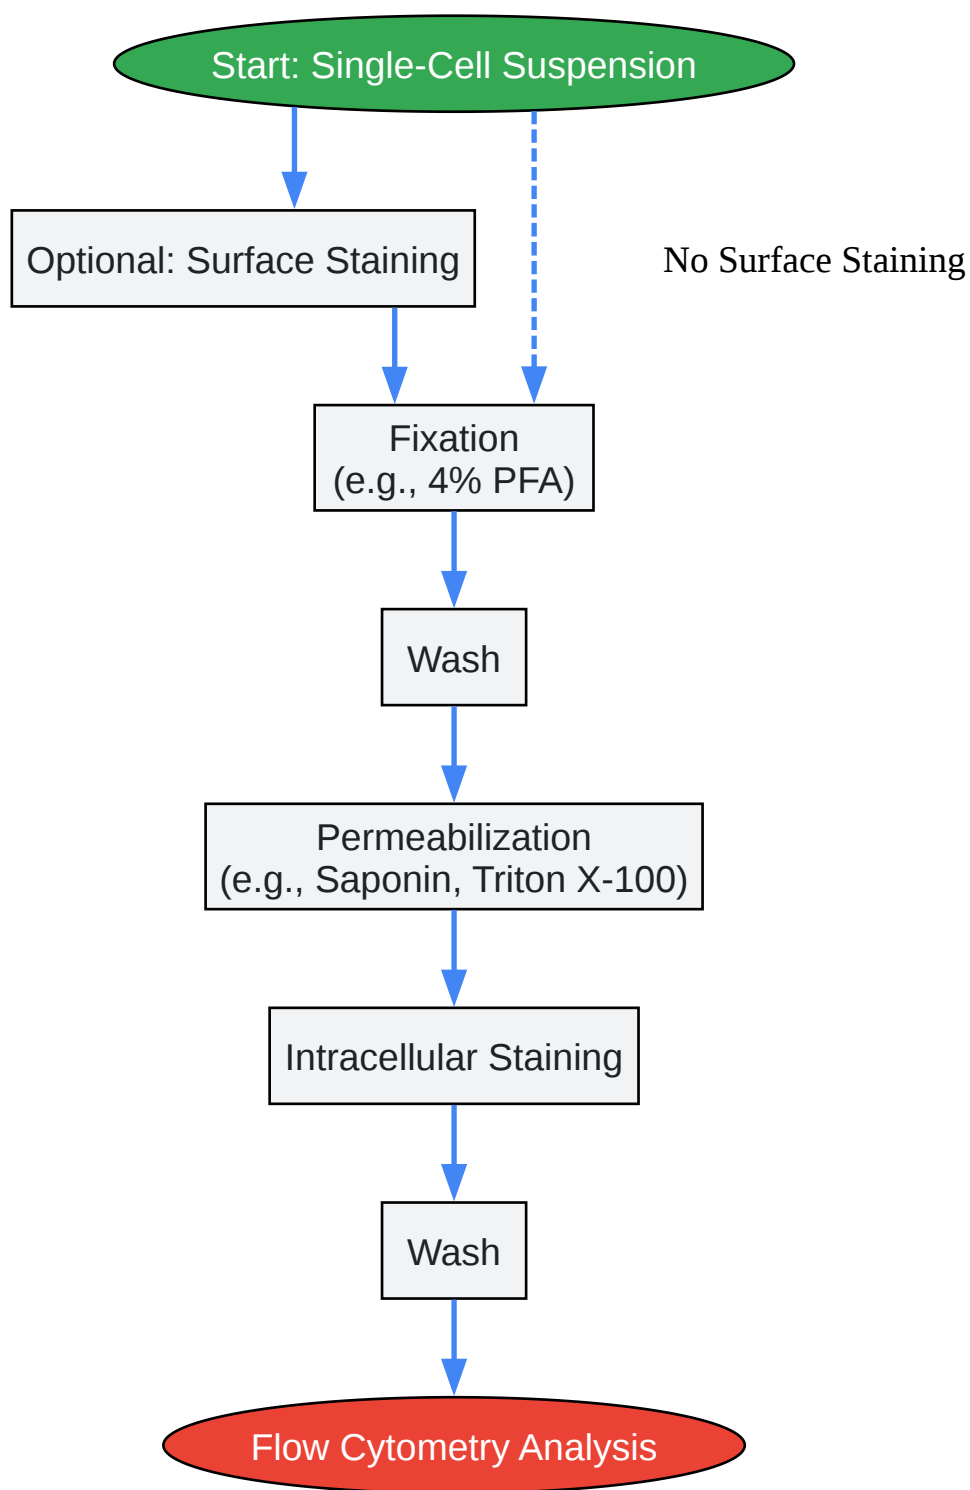 Start: Single-Cell Suspension
Optional: Surface Staining
No Surface Staining
Fixation
(e.g., 4% PFA)
Wash
Permeabilization
(e.g., Saponin, Triton X-100)
Intracellular Staining
Wash
Flow Cytometry Analysis